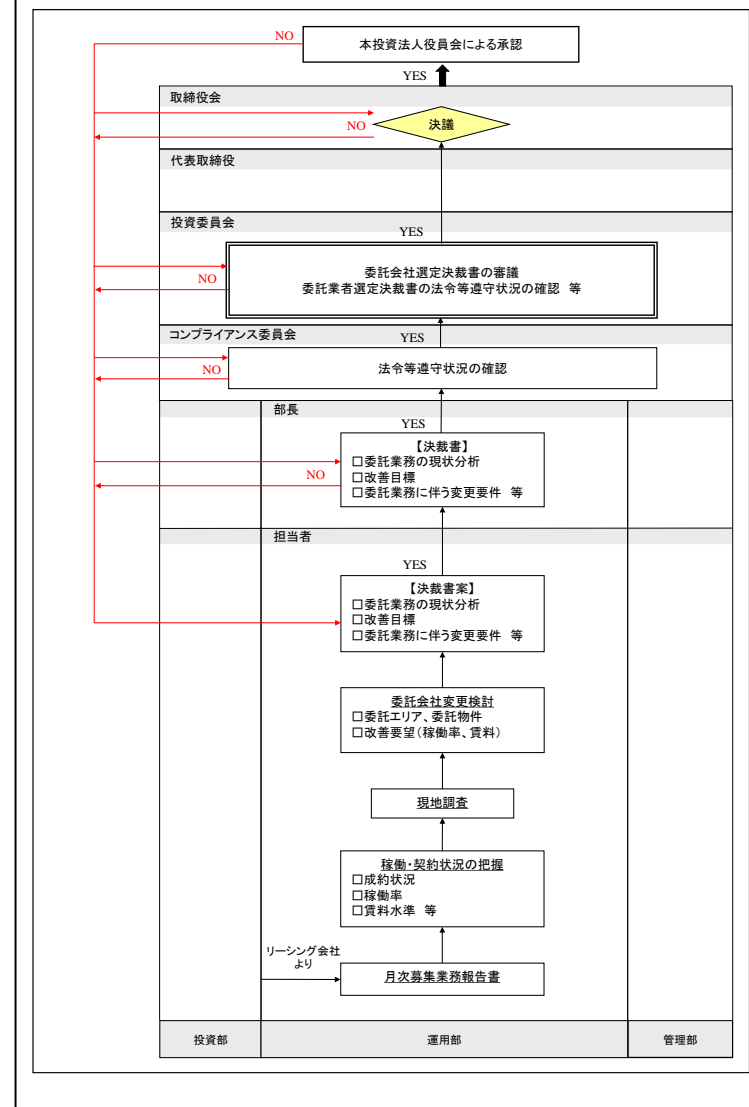 NO
本投資法人役員会による承認
YES
取締役会
NO
決議
代表取締役
投資委員会
YES
委託会社選定決裁書の審議
委託業者選定決裁書の法令等遵守状況の確認 等
NO
コンプライアンス委員会
YES
法令等遵守状況の確認
NO
部長
YES
【決裁書】
□委託業務の現状分析
□改善目標
□委託業務に伴う変更要件 等
NO
担当者
YES
【決裁書案】
□委託業務の現状分析
□改善目標
□委託業務に伴う変更要件 等
委託会社変更検討
□委託エリア、委託物件
□改善要望(稼働率、賃料)
現地調査
稼働・契約状況の把握
□成約状況
□稼働率
□賃料水準 等
リーシング会社
より
月次募集業務報告書
投資部
運用部
管理部